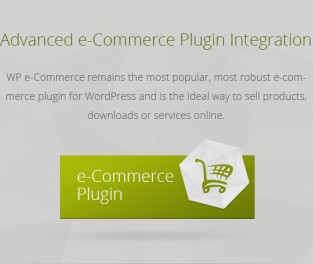 Advanced e-Commerce Plugin Integration
WP e-Commerce remains the most popular, most robust e-com-
merce plugin for WordPress and is the ideal way to sell products,
downloads or services online.
e-Commerce
Plugin